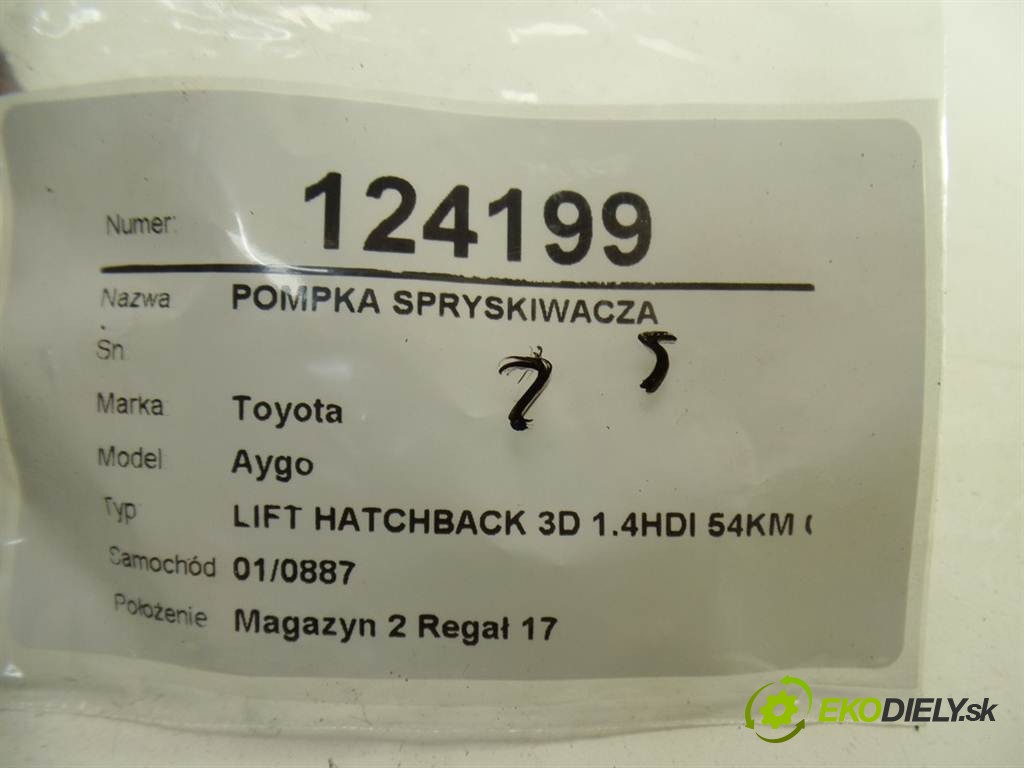 Numer: 124199
Nazwa POMPKA SPRYSKIWACZA
Sn
Marka Toyota
Model Aygo
Typ LIFT HATCHBACK 3D 1.4HDI 54KM
Samochód 01/0887
Położenie Magazyn 2 Regał 17
EKODIELY.sk